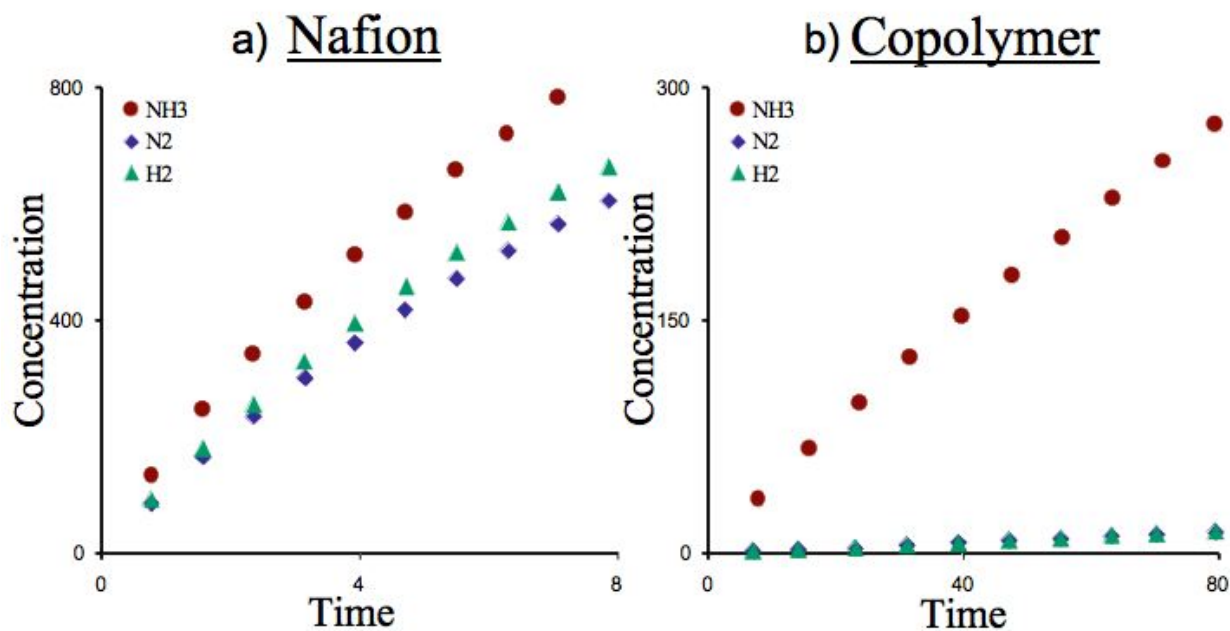 a) Nafion
800
NH3
N2
H2
400
0
0
4
8
Concentration
Time
b) Copolymer
300
NH3
N2
H2
150
0
0
40
80
Concentration
Time